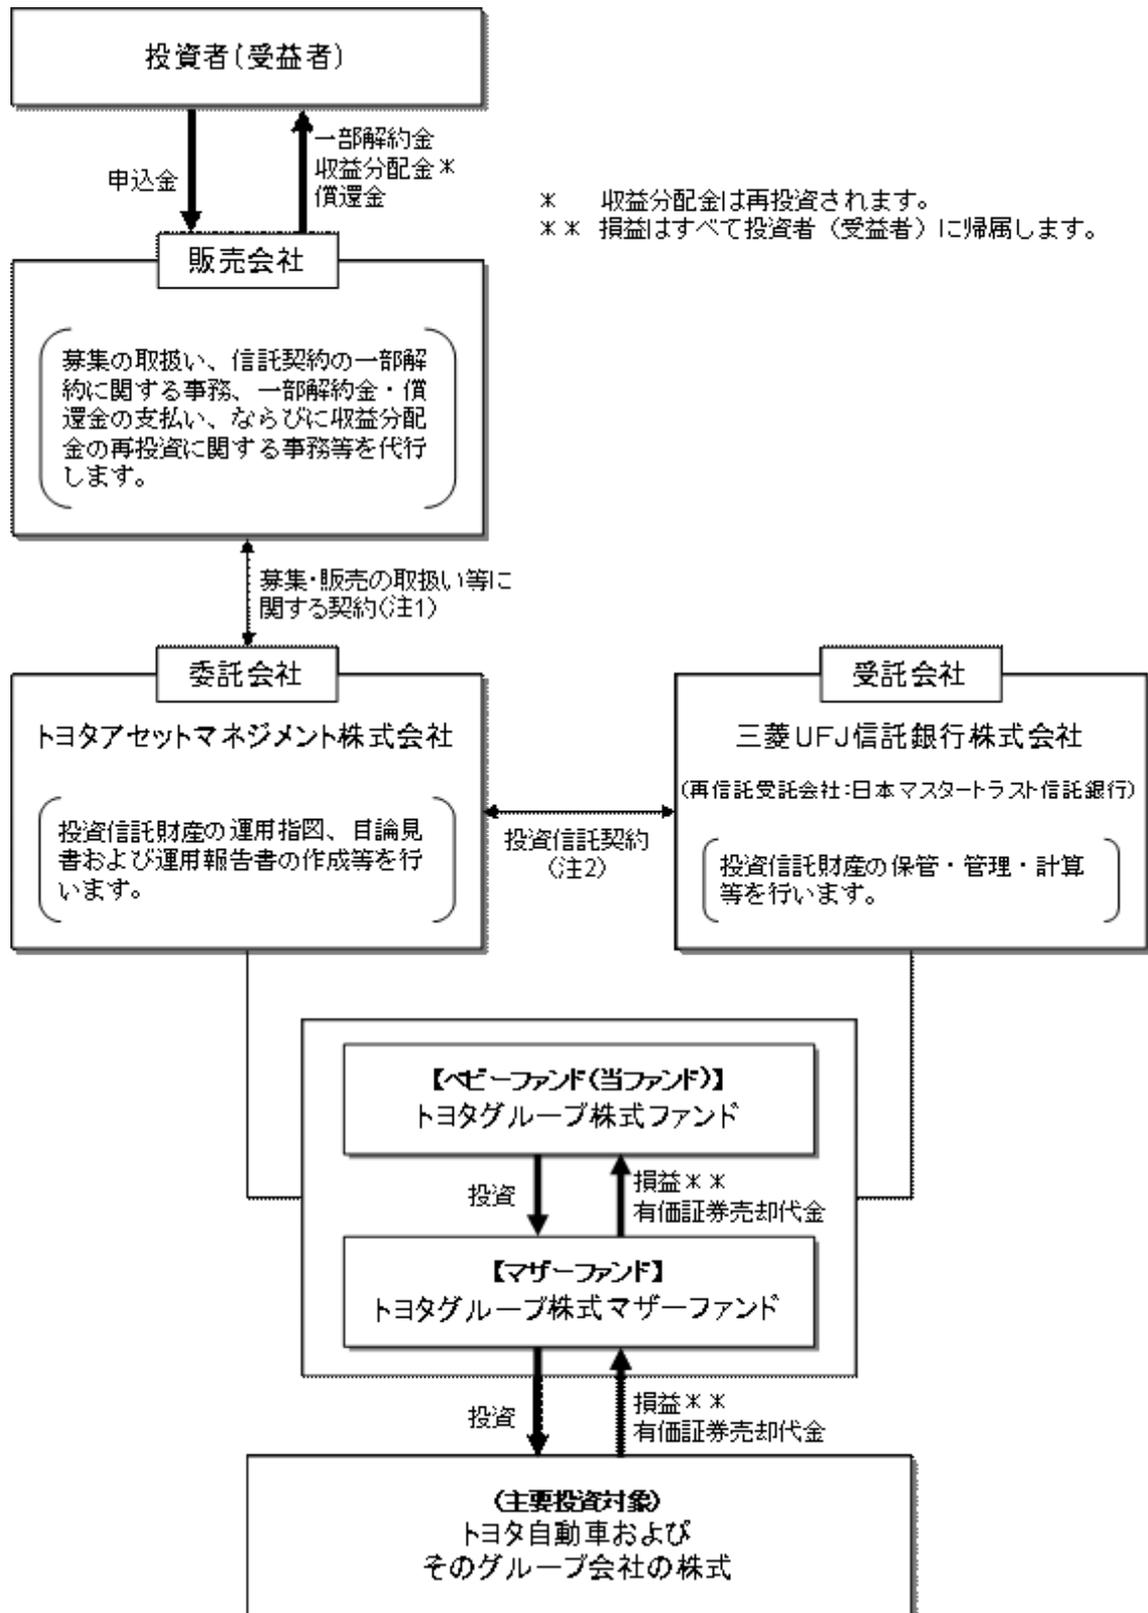 投資者(受益者)
申込金
一部解約金
収益分配金＊
償還金
＊　収益分配金は再投資されます。
＊＊ 損益はすべて投資者（受益者）に帰属します。
販売会社
募集の取扱い、信託契約の一部解
約に関する事務、一部解約金・償
還金の支払い、ならびに収益分配
金の再投資に関する事務等を代行
します。
募集・販売の取扱い等に
関する契約(注1)
委託会社
トヨタアセットマネジメント株式会社
投資信託財産の運用指図、目論見
書および運用報告書の作成等を行
います。
投資信託契約
(注2)
受託会社
三菱UFJ信託銀行株式会社
(再信託受託会社：日本マスタートラスト信託銀行)
投資信託財産の保管・管理・計算
等を行います。
【ベビーファンド(当ファンド)】
トヨタグループ株式ファンド
投資
損益＊＊
有価証券売却代金
【マザーファンド】
トヨタグループ株式マザーファンド
投資
損益＊＊
有価証券売却代金
(主要投資対象)
トヨタ自動車および
そのグループ会社の株式